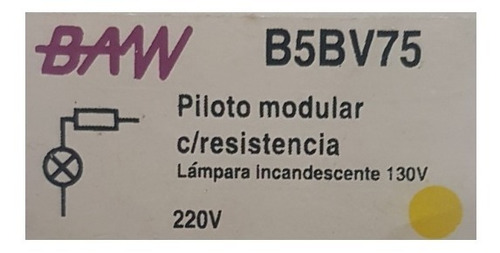 BAW B5BV75
Piloto modular
c/resistencia
Lámpara incandescente 130V
220V